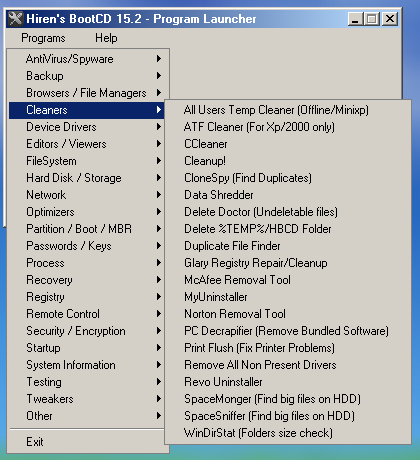 Hiren's BootCD 15.2 - Program Launcher
Programs Help
AntiVirus/Spyware
Backup
Browsers / File Managers
Cleaners
Device Drivers
Editors / Viewers
FileSystem
Hard Disk / Storage
Network
Optimizers
Partition / Boot / MBR
Passwords / Keys
Process
Recovery
Registry
Remote Control
Security / Encryption
Startup
System Information
Testing
Tweakers
Other
Exit
All Users Temp Cleaner (Offline/Minixp)
ATF Cleaner (For Xp/2000 only)
CCleaner
Cleanup!
CloneSpy (Find Duplicates)
Data Shredder
Delete Doctor (Undeletable files)
Delete %TEMP%/HBCD Folder
Duplicate File Finder
Glary Registry Repair/Cleanup
McAfee Removal Tool
MyUninstaller
Norton Removal Tool
PC Decrapifier (Remove Bundled Software)
Print Flush (Fix Printer Problems)
Remove All Non Present Drivers
Revo Uninstaller
SpaceMonger (Find big files on HDD)
SpaceSniffer (Find big files on HDD)
WinDirStat (Folders size check)